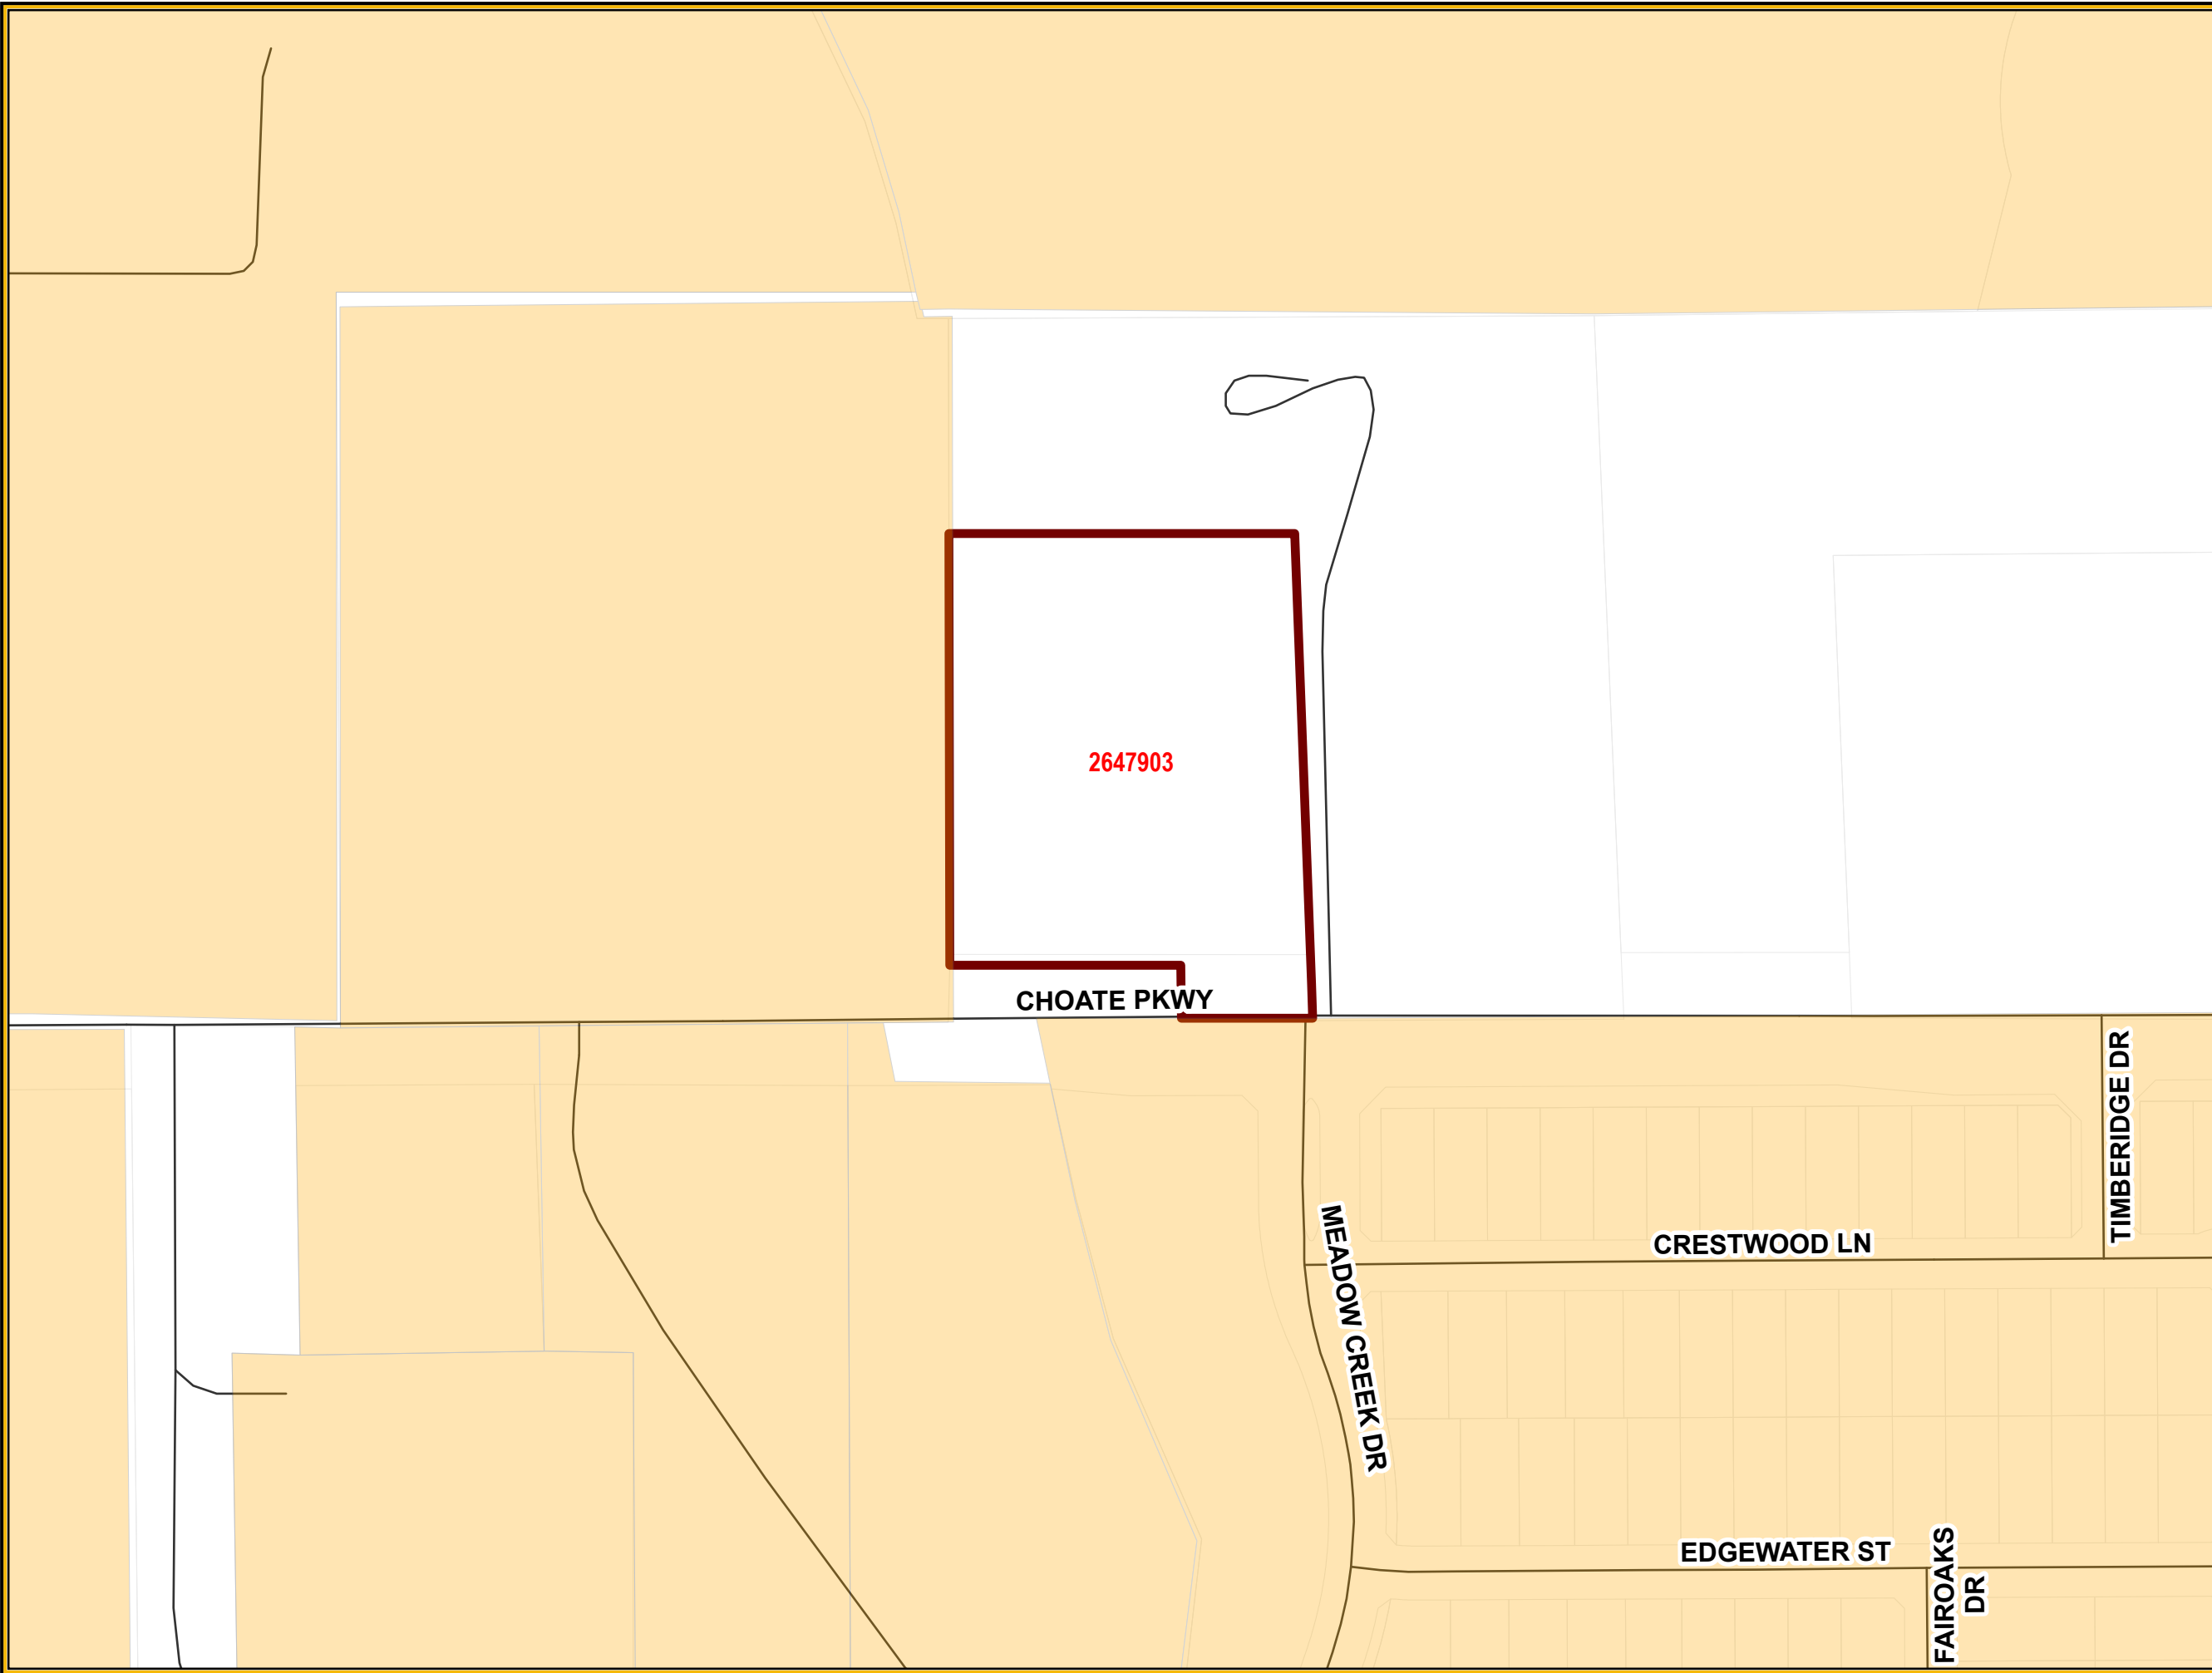 2647903
CHOATE PKWY
TIMBERIDGE DR
CRESTWOOD LN
MEADOW CREEK DR
EDGEWATER ST
FAIROAKS
DR